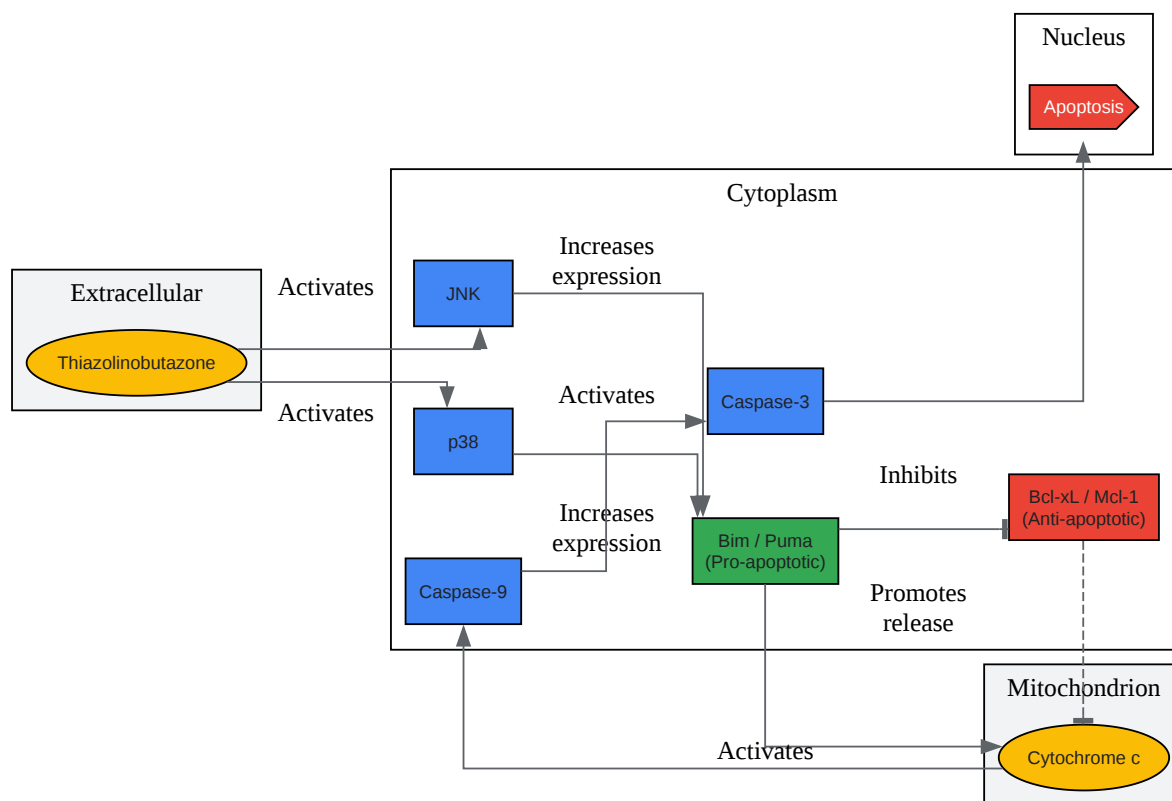 Nucleus
Apoptosis
Cytoplasm
Increases
expression
Activates
JNK
Extracellular
Thiazolinobutazone
Activates
Activates
Caspase-3
p38
Inhibits
Increases
expression
Bcl-xL / Mcl-1
(Anti-apoptotic)
Bim / Puma
(Pro-apoptotic)
Caspase-9
Promotes
release
Mitochondrion
Activates
Cytochrome c